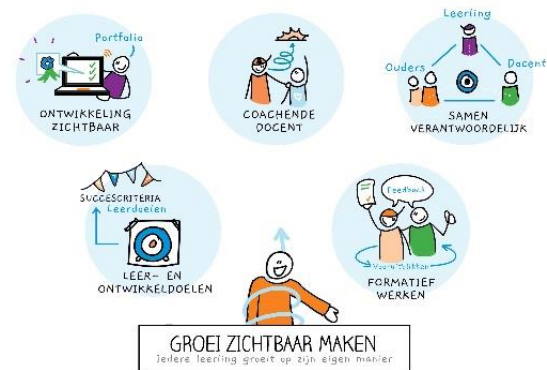 Portfolio
ONTWIKKELING
ZICHTBAAR
COACHENDE
DOCENT
Leerling
Ouders
Docent
SAMEN
VERANTWOORDELIJK
SUCCESCRITERIA
Leerdoelen
LEER- EN
ONTWIKKELDOELEN
Feedback
Vooruitblikken
FORMATIEF
WERKEN
GROEI ZICHTBAAR MAKEN
Iedere leerling groeit op zijn eigen manier